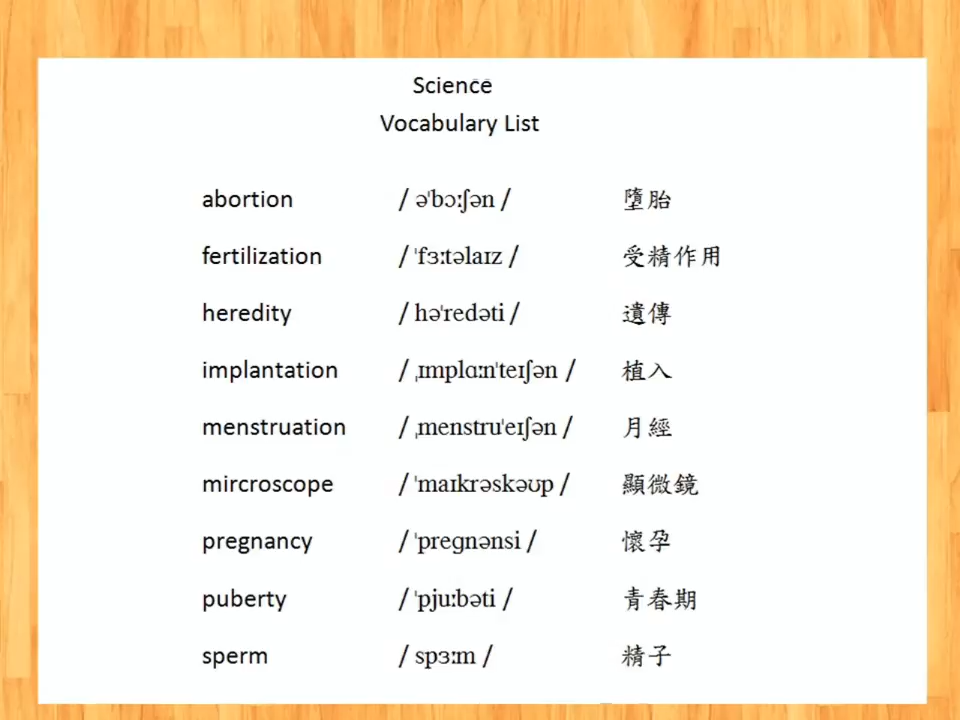 Science
Vocabulary List
abortion / əˈbɔːʃən / 墮胎
fertilization / ˈfɜːtəlaɪz / 受精作用
heredity / həˈredəti / 遺傳
implantation / ˌɪmplɑːnˈteɪʃən / 植入
menstruation / ˌmenstruˈeɪʃən / 月經
mircroscope / ˈmaɪkrəskəʊp / 顯微鏡
pregnancy / ˈpreɡnənsi / 懷孕
puberty / ˈpjuːbəti / 青春期
sperm / spɜːm / 精子